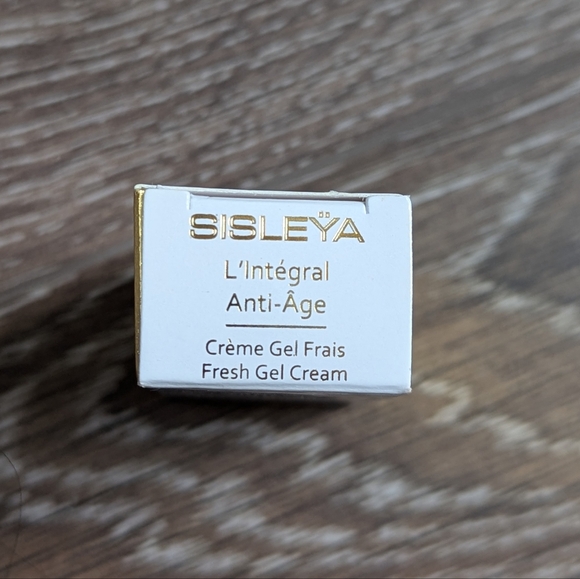 SISLEŸA
L'Intégral
Anti-Âge
Crème Gel Frais
Fresh Gel Cream